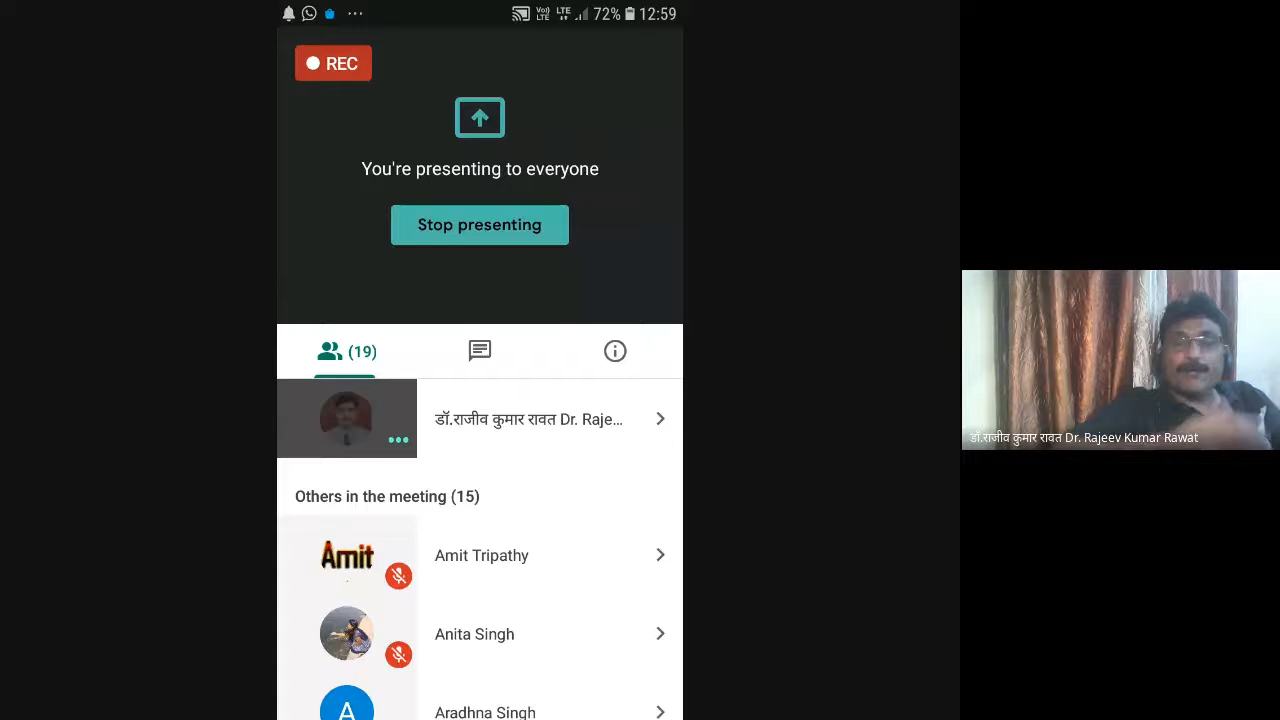 72% 12:59
REC
You're presenting to everyone
Stop presenting
(19)
डॉ.राजीव कुमार रावत Dr. Raje...
Others in the meeting (15)
Amit
Amit Tripathy
Anita Singh
A
Aradhna Singh
डॉ.राजीव कुमार रावत Dr. Rajeev Kumar Rawat